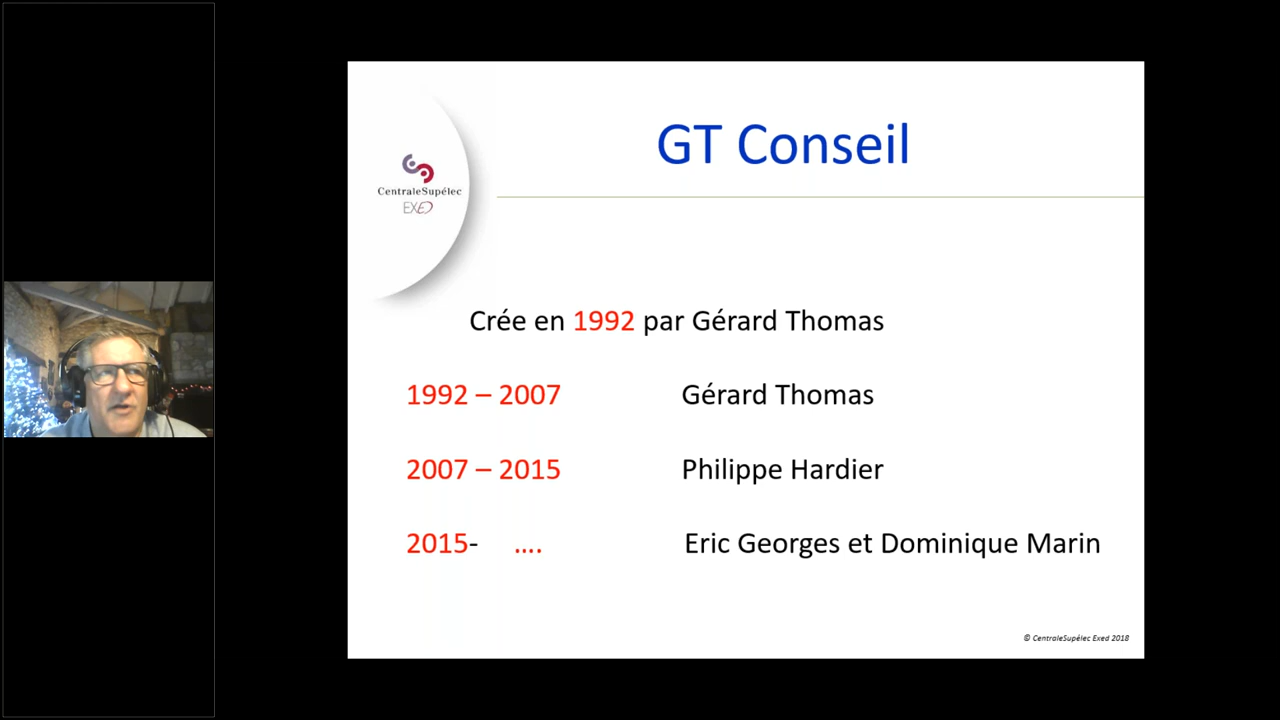 GT Conseil
CentraleSupélec
EXED
Crée en 1992 par Gérard Thomas
1992 – 2007 Gérard Thomas
2007 – 2015 Philippe Hardier
2015- .... Eric Georges et Dominique Marin
© CentraleSupélec Exed 2018